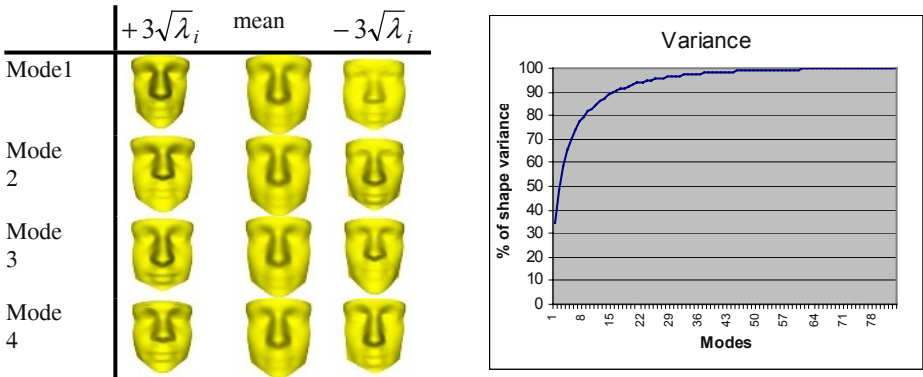 +3√λi mean −3√λi
Mode1
Mode
2
Mode
3
Mode
4
Variance
% of shape variance
100
90
80
70
60
50
40
30
20
10
0
1 8 15 22 29 36 43 50 57 64 71 78
Modes